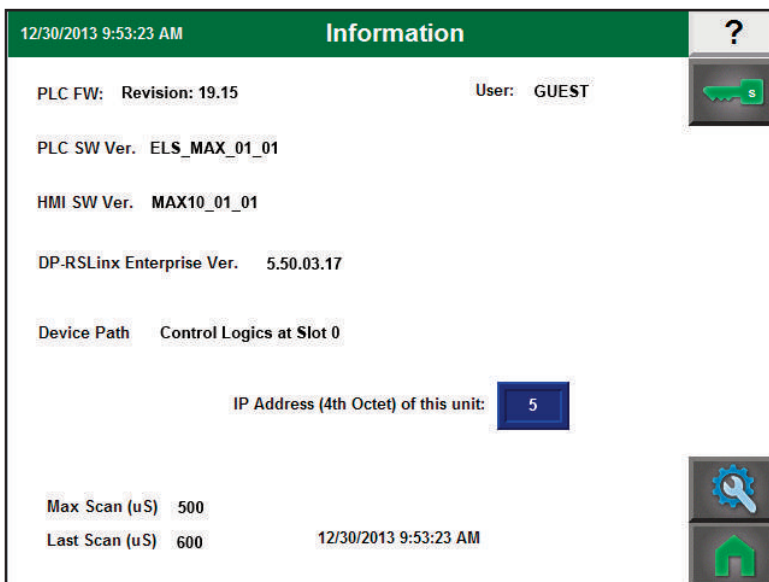 12/30/2013 9:53:23 AM Information ?
PLC FW: Revision: 19.15 User: GUEST
S
PLC SW Ver. ELS_MAX_01_01
HMI SW Ver. MAX10_01_01
DP-RSLinx Enterprise Ver. 5.50.03.17
Device Path Control Logics at Slot 0
IP Address (4th Octet) of this unit: 5
Max Scan (uS) 500
Last Scan (uS) 600 12/30/2013 9:53:23 AM